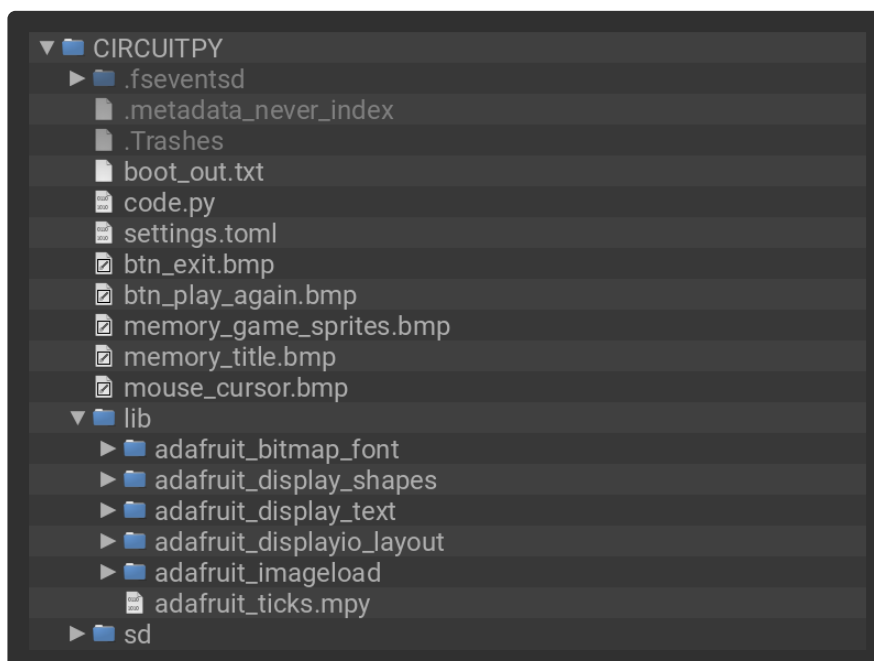 CIRCUITPY
.fseventsd
.metadata_never_index
.Trashes
boot_out.txt
code.py
settings.toml
btn_exit.bmp
btn_play_again.bmp
memory_game_sprites.bmp
memory_title.bmp
mouse_cursor.bmp
lib
adafruit_bitmap_font
adafruit_display_shapes
adafruit_display_text
adafruit_displayio_layout
adafruit_imageload
adafruit_ticks.mpy
sd